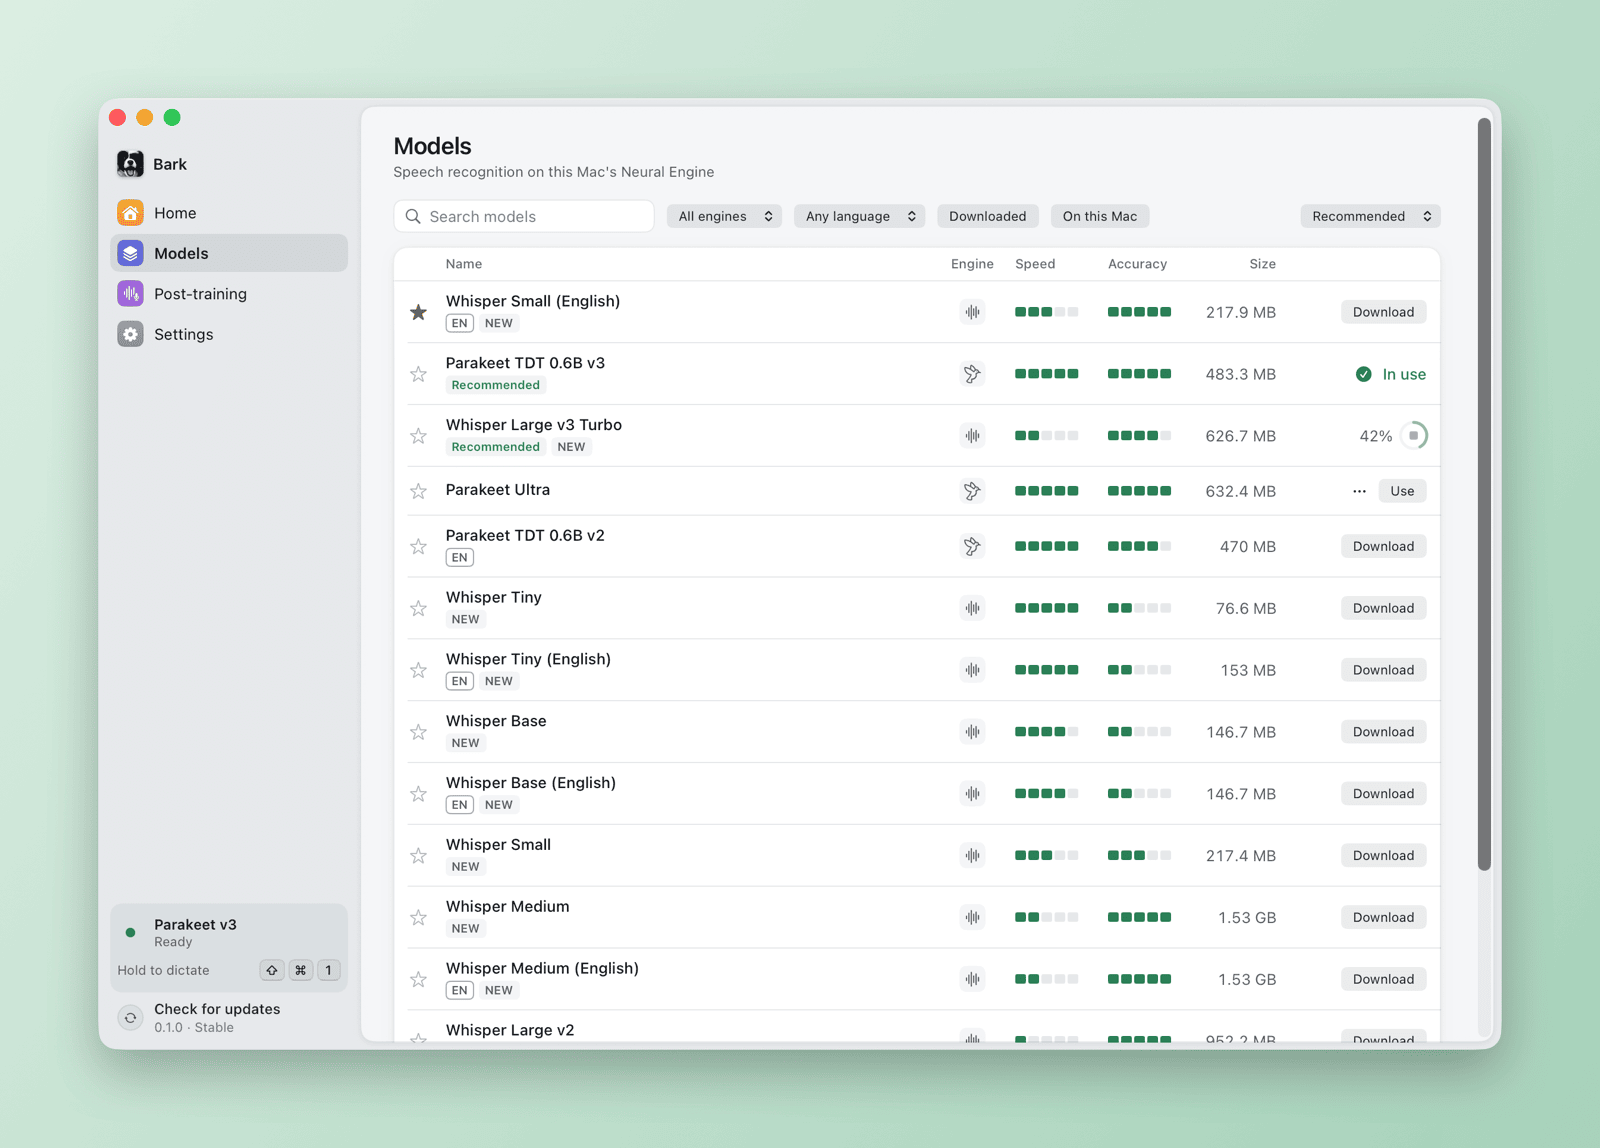 Bark
Home
Models
Post-training
Settings
Parakeet v3
Ready
Hold to dictate ⇧ ⌘ 1
Check for updates
0.1.0 · Stable
Models
Speech recognition on this Mac's Neural Engine
Search models All engines Any language Downloaded On this Mac Recommended
Name Engine Speed Accuracy Size
Whisper Small (English)
EN NEW
217.9 MB Download
Parakeet TDT 0.6B v3
Recommended
483.3 MB In use
Whisper Large v3 Turbo
Recommended NEW
626.7 MB 42%
Parakeet Ultra
632.4 MB ··· Use
Parakeet TDT 0.6B v2
EN
470 MB Download
Whisper Tiny
NEW
76.6 MB Download
Whisper Tiny (English)
EN NEW
153 MB Download
Whisper Base
NEW
146.7 MB Download
Whisper Base (English)
EN NEW
146.7 MB Download
Whisper Small
NEW
217.4 MB Download
Whisper Medium
NEW
1.53 GB Download
Whisper Medium (English)
EN NEW
1.53 GB Download
Whisper Large v2
952.2 MB Download